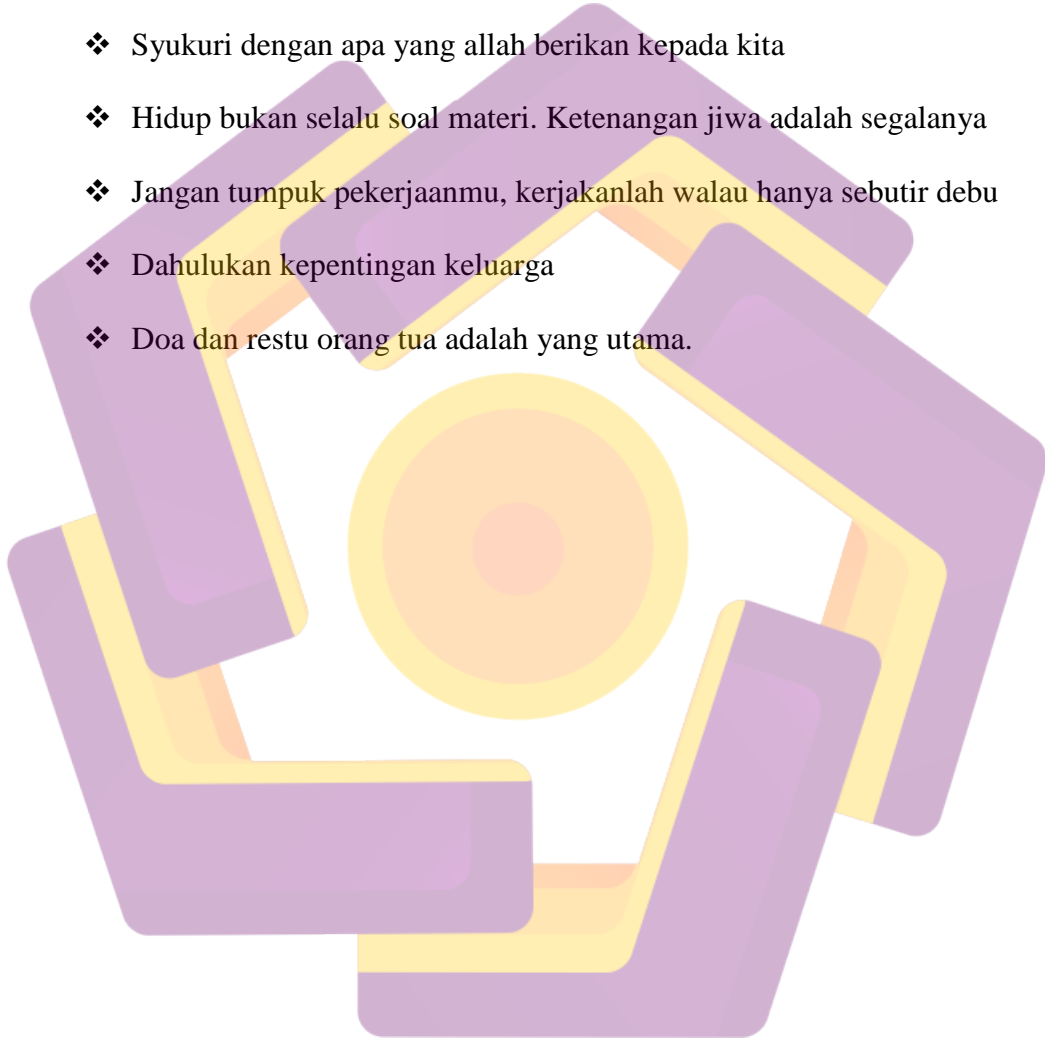 ❖ Syukuri dengan apa yang allah berikan kepada kita
❖ Hidup bukan selalu soal materi. Ketenangan jiwa adalah segalanya
❖ Jangan tumpuk pekerjaanmu, kerjakanlah walau hanya sebutir debu
❖ Dahulukan kepentingan keluarga
❖ Doa dan restu orang tua adalah yang utama.